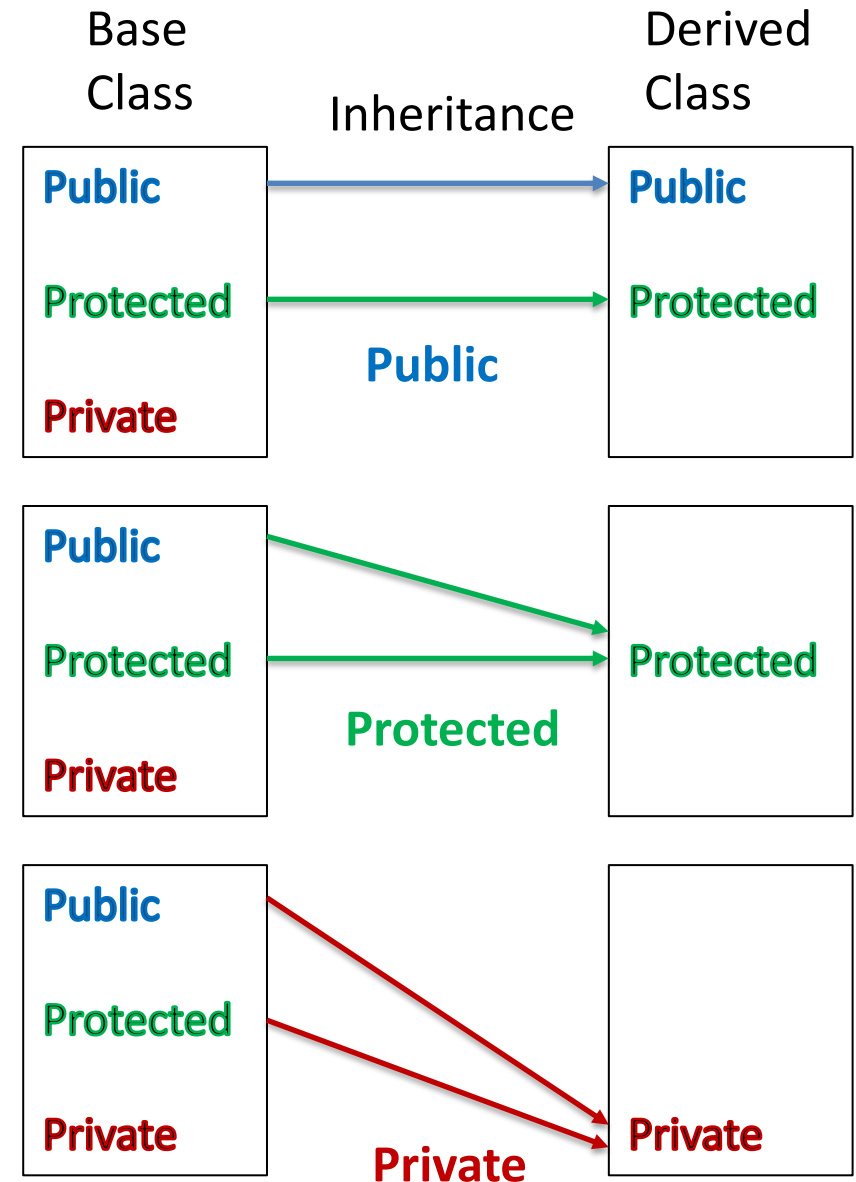 Base
Class
Inheritance
Derived
Class
Public
Public
Protected
Protected
Public
Private
Public
Protected
Protected
Protected
Private
Public
Protected
Private
Private
Private